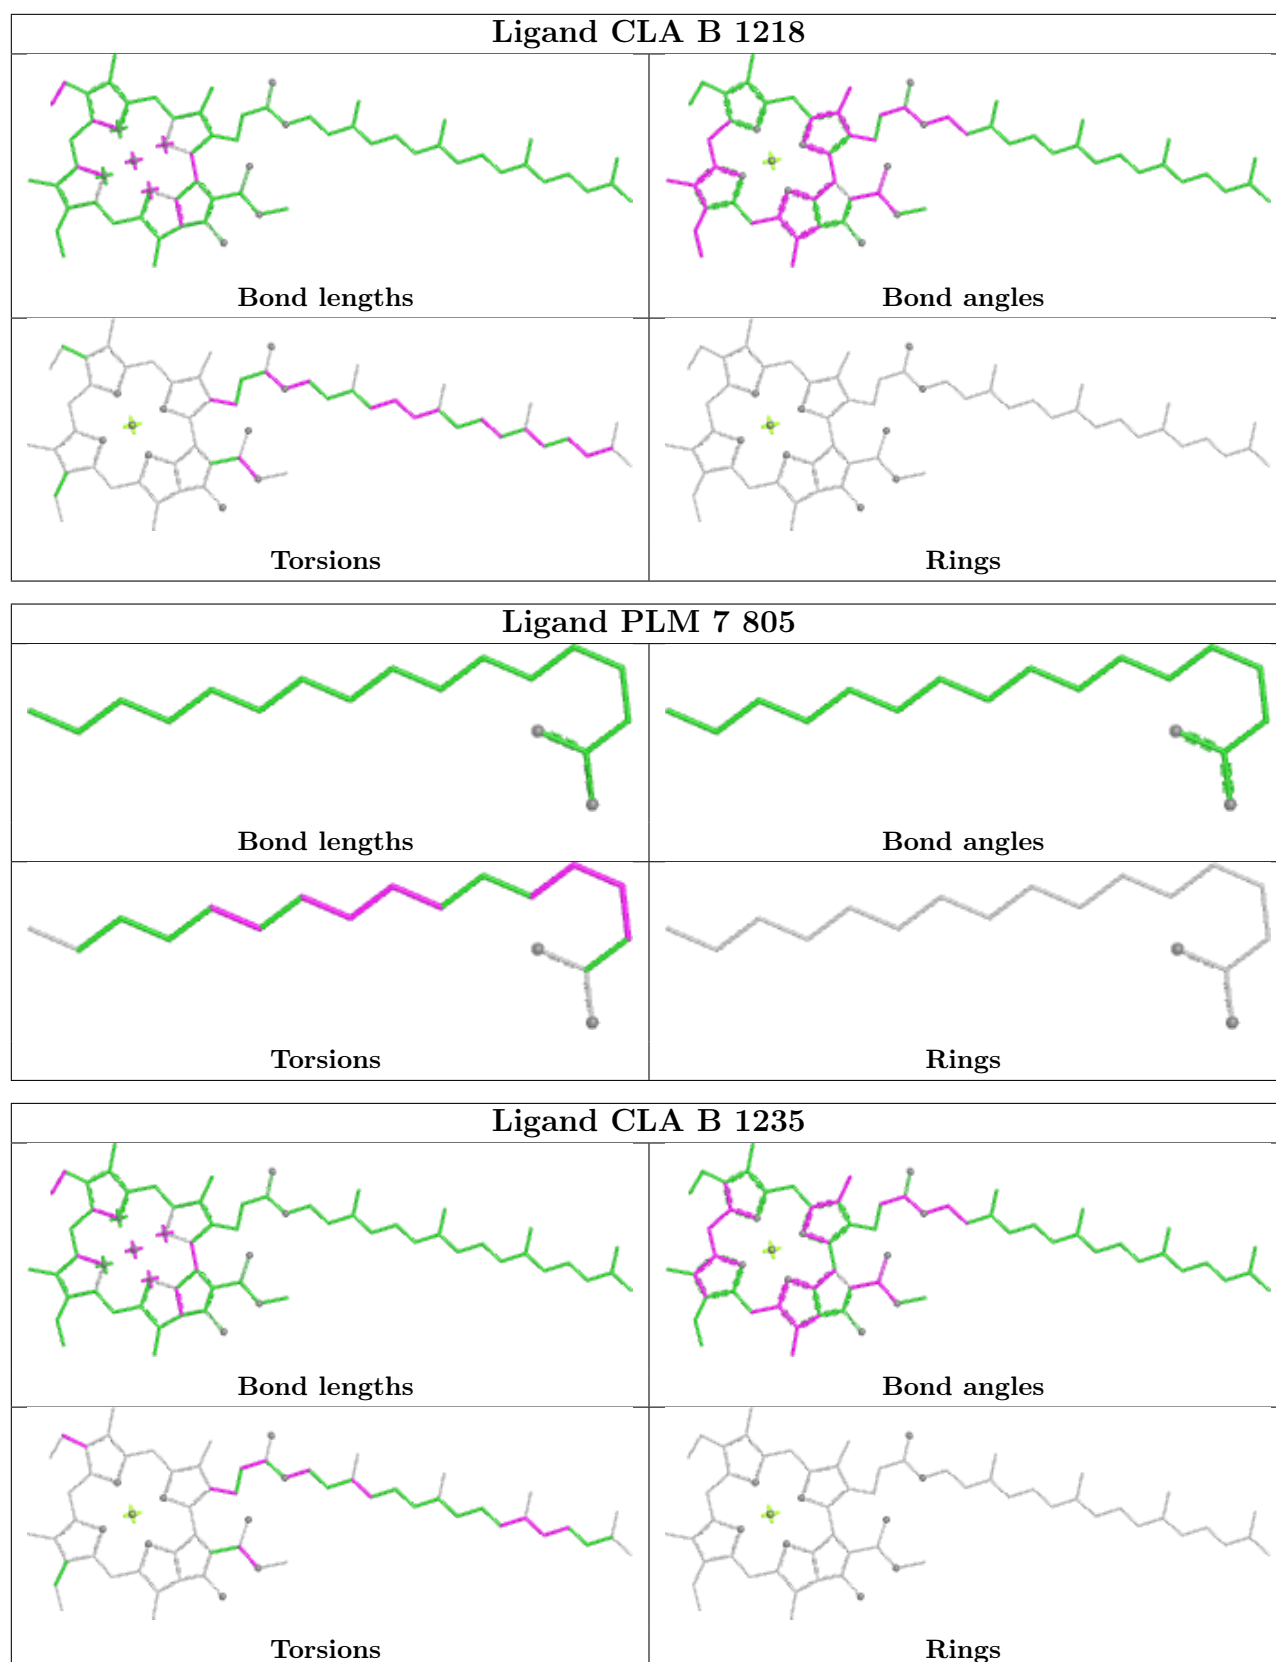 Ligand CLA B 1218
Bond lengths
Bond angles
Torsions
Rings
Ligand PLM 7 805
Bond lengths
Bond angles
Torsions
Rings
Ligand CLA B 1235
Bond lengths
Bond angles
Torsions
Rings